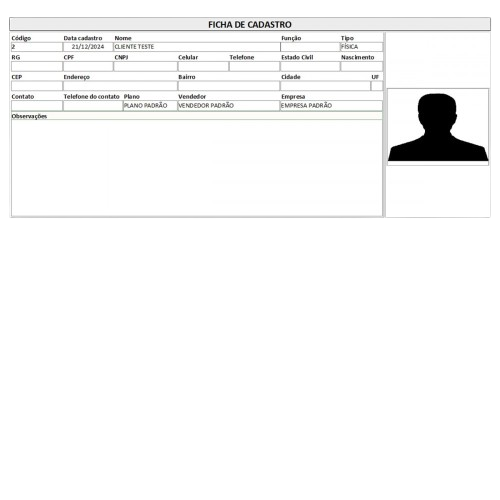 FICHA DE CADASTRO
Código Data cadastro Nome Função Tipo
2 21/12/2024 CLIENTE TESTE FÍSICA
RG CPF CNPJ Celular Telefone Estado Civil Nascimento
CEP Endereço Bairro Cidade UF
Contato Telefone do contato Plano Vendedor Empresa
PLANO PADRÃO VENDEDOR PADRÃO EMPRESA PADRÃO
Observações